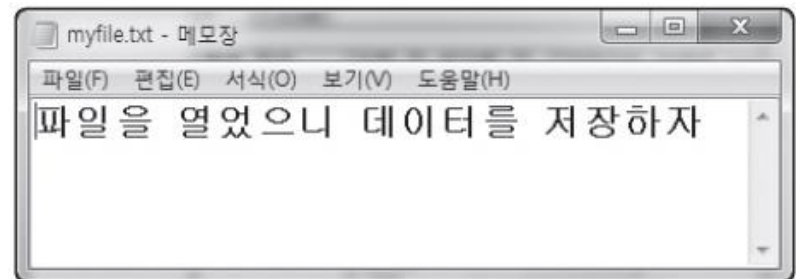 myfile.txt - 메모장
파일(F) 편집(E) 서식(O) 보기(V) 도움말(H)
파일을 열었으니 데이터를 저장하자